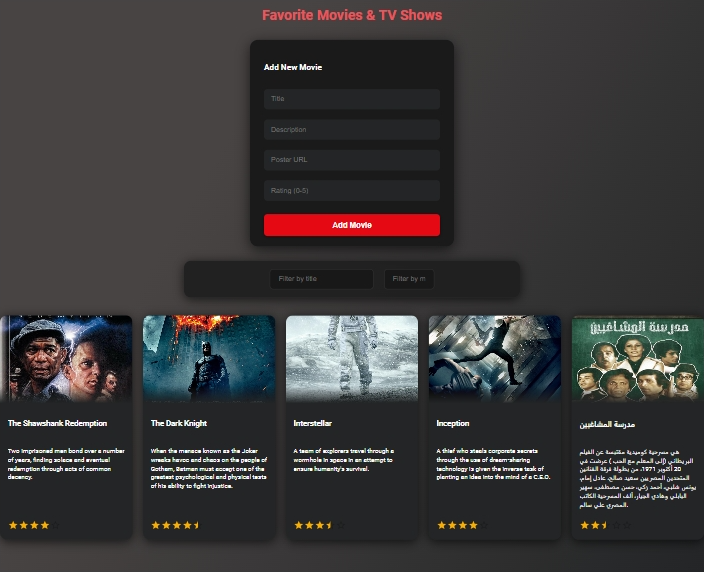 Favorite Movies & TV Shows
Add New Movie
Title
Description
Poster URL
Rating (0-5)
Add Movie
Filter by title
Filter by m
The Shawshank Redemption
Two imprisoned men bond over a number
of years, finding solace and eventual
redemption through acts of common
decency.
The Dark Knight
When the menace known as the Joker
wreaks havoc and chaos on the people of
Gotham, Batman must accept one of the
greatest psychological and physical tests
of his ability to fight injustice.
Interstellar
A team of explorers travel through a
wormhole in space in an attempt to
ensure humanity's survival.
Inception
A thief who steals corporate secrets
through the use of dream-sharing
technology is given the inverse task of
planting an idea into the mind of a C.E.O.
مدرسة المشاغبين
مدرسة المشاغبين
هي مسرحية كوميدية مقتبسة عن الفيلم
البريطاني (إلى المعلم مع الحب ) عرضت في
20 أكتوبر 1971. من بطولة فرقة الفنانين
المتحدين المصريين سعيد صالح، عادل إمام،
يونس شلبي، أحمد زكي، حسن مصطفى، سهير
البابلي وهادي الجيار. ألف المسرحية الكاتب
المصري علي سالم.